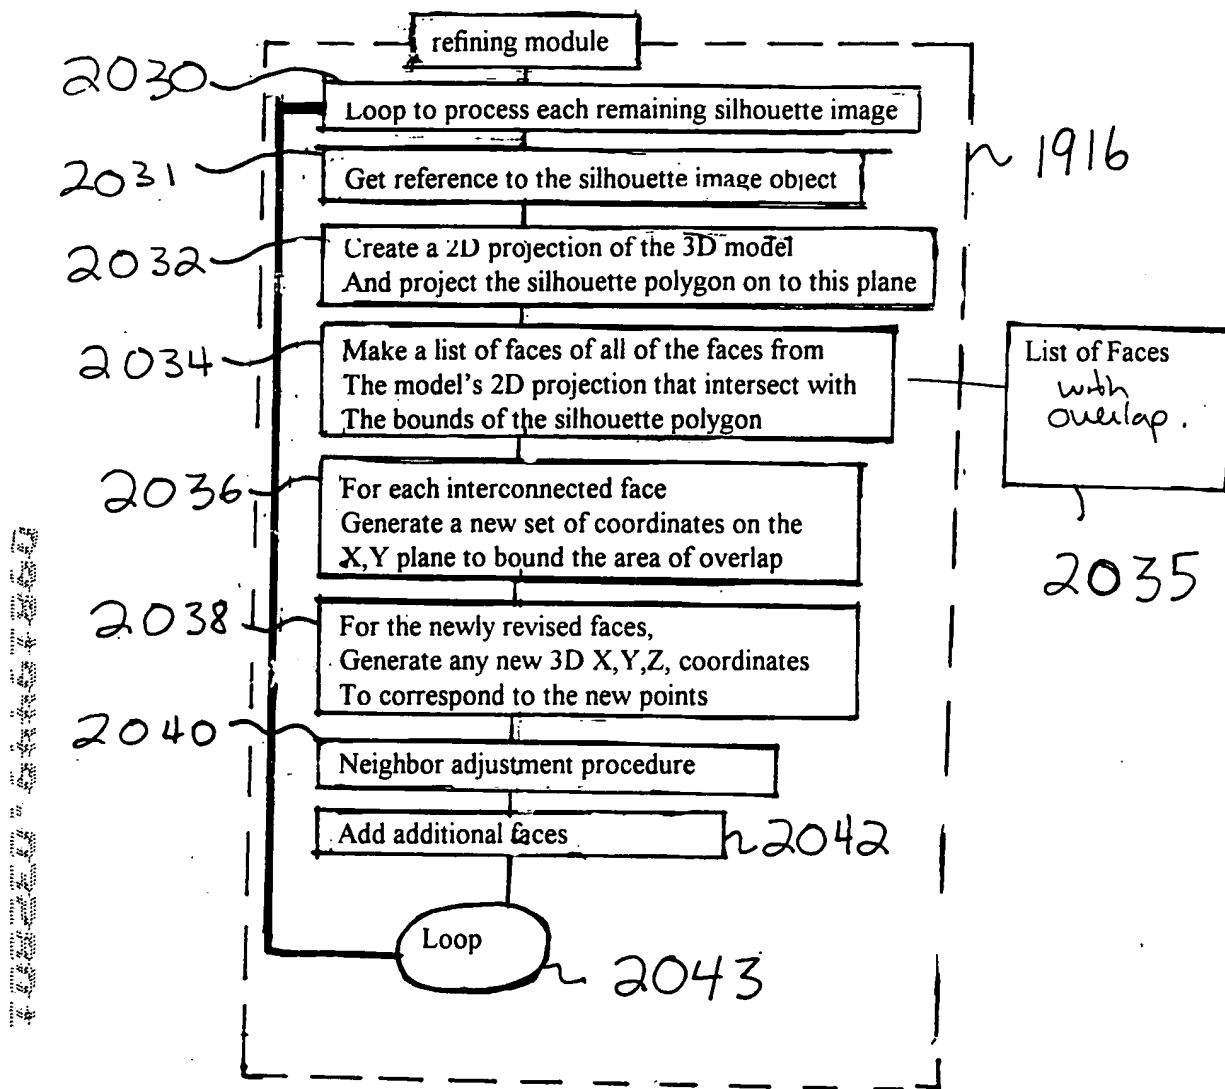 refining module
2030
Loop to process each remaining silhouette image
2031
Get reference to the silhouette image object
1916
2032
Create a 2D projection of the 3D model
And project the silhouette polygon on to this plane
2034
Make a list of faces of all of the faces from
The model's 2D projection that intersect with
The bounds of the silhouette polygon
List of Faces
with
overlap.
2035
2036
For each interconnected face
Generate a new set of coordinates on the
X,Y plane to bound the area of overlap
2038
For the newly revised faces,
Generate any new 3D X,Y,Z, coordinates
To correspond to the new points
2040
Neighbor adjustment procedure
Add additional faces
2042
Loop
2043